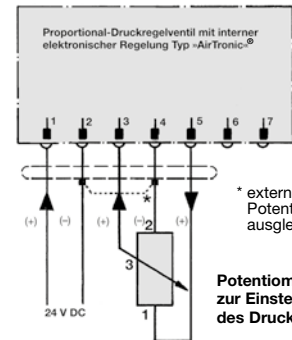 Proportional-Druckregelventil mit interner
elektronischer Regelung Typ »AirTronic«®
1 2 3 4 5 6 7
* extern
Poten
ausgle
(+) (−) (+) (−) (+)
*
2
3
1
24 V DC
Potentiom
zur Einste
des Druck